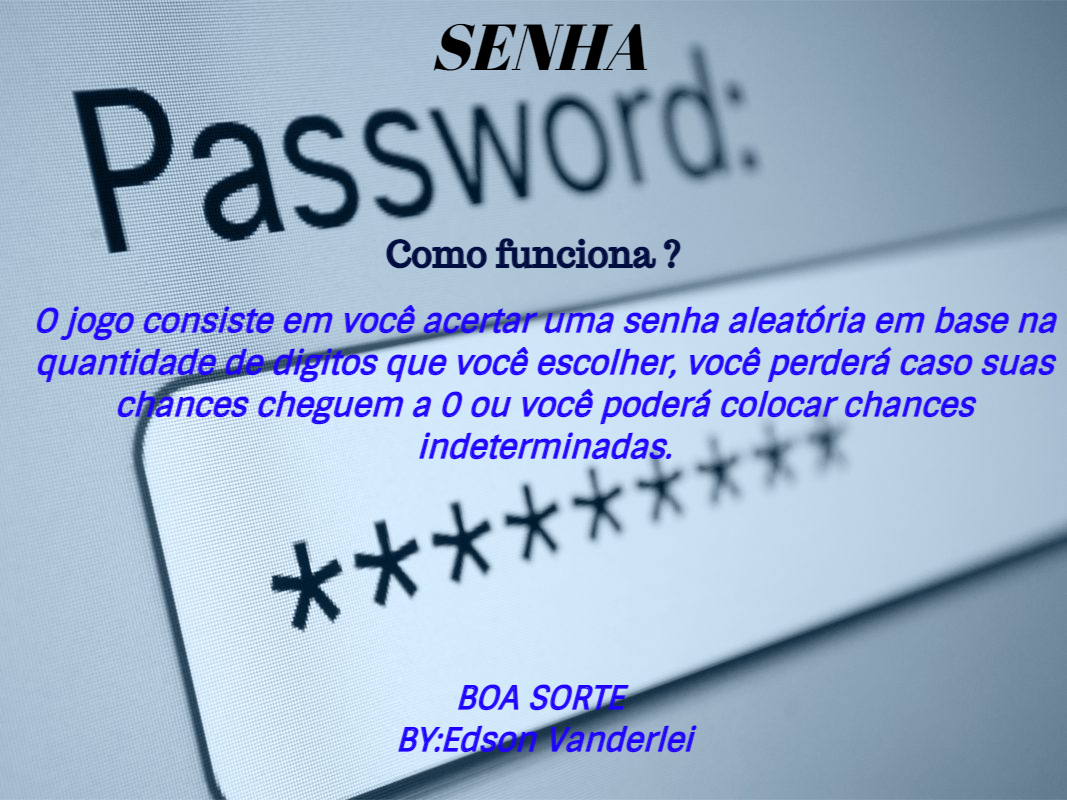 SENHA
Password:
Como funciona ?
O jogo consiste em você acertar uma senha aleatória em base na
quantidade de digitos que você escolher, você perderá caso suas
chances cheguem a 0 ou você poderá colocar chances
indeterminadas.
*********
BOA SORTE
BY:Edson Vanderlei